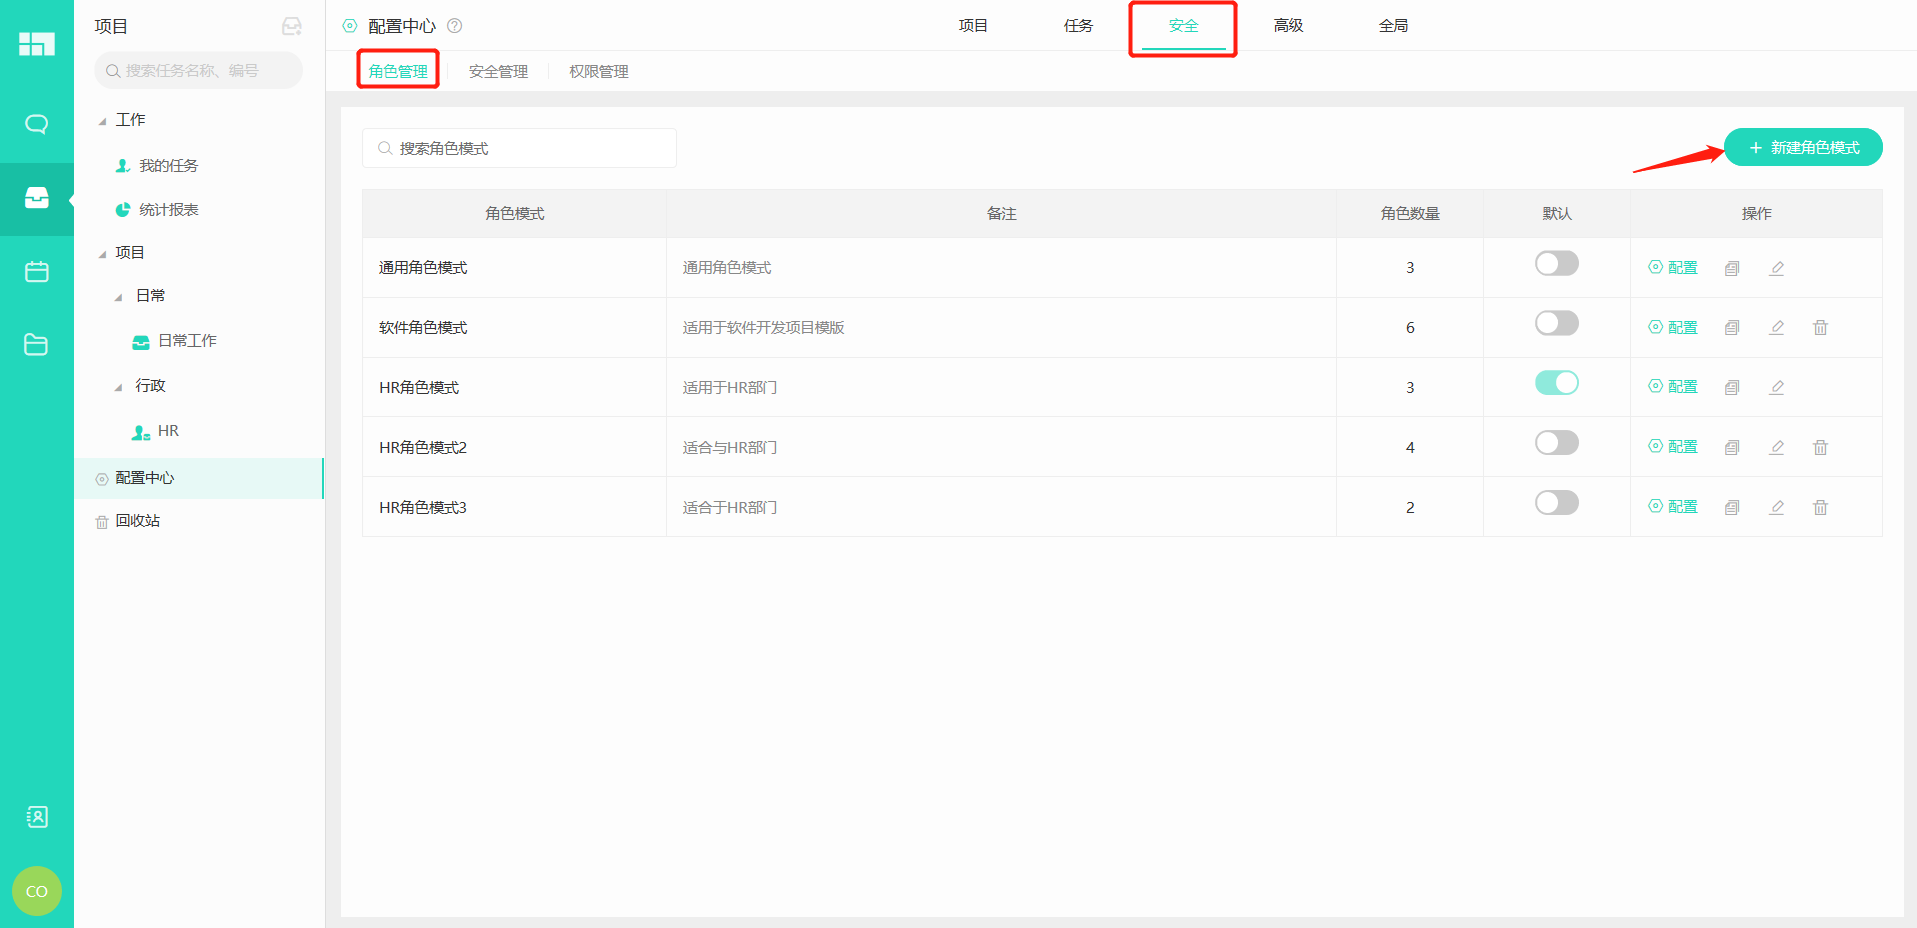 项目
搜索任务名称、编号
工作
我的任务
统计报表
项目
日常
日常工作
行政
HR
配置中心
回收站
CO
配置中心 ?
项目 任务 安全 高级 全局
角色管理 安全管理 权限管理
搜索角色模式
+ 新建角色模式
角色模式 备注 角色数量 默认 操作
通用角色模式 通用角色模式 3 配置
软件角色模式 适用于软件开发项目模版 6 配置
HR角色模式 适用于HR部门 3 配置
HR角色模式2 适合与HR部门 4 配置
HR角色模式3 适合于HR部门 2 配置